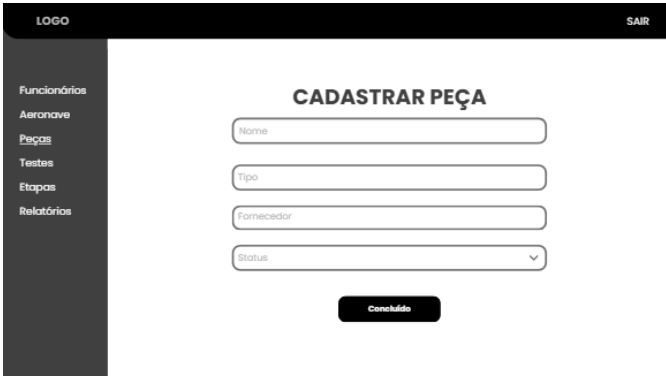 LOGO
SAIR
Funcionários
Aeronave
Peças
Testes
Etapas
Relatórios
CADASTRAR PEÇA
Nome
Tipo
Fornecedor
Status
Concluído